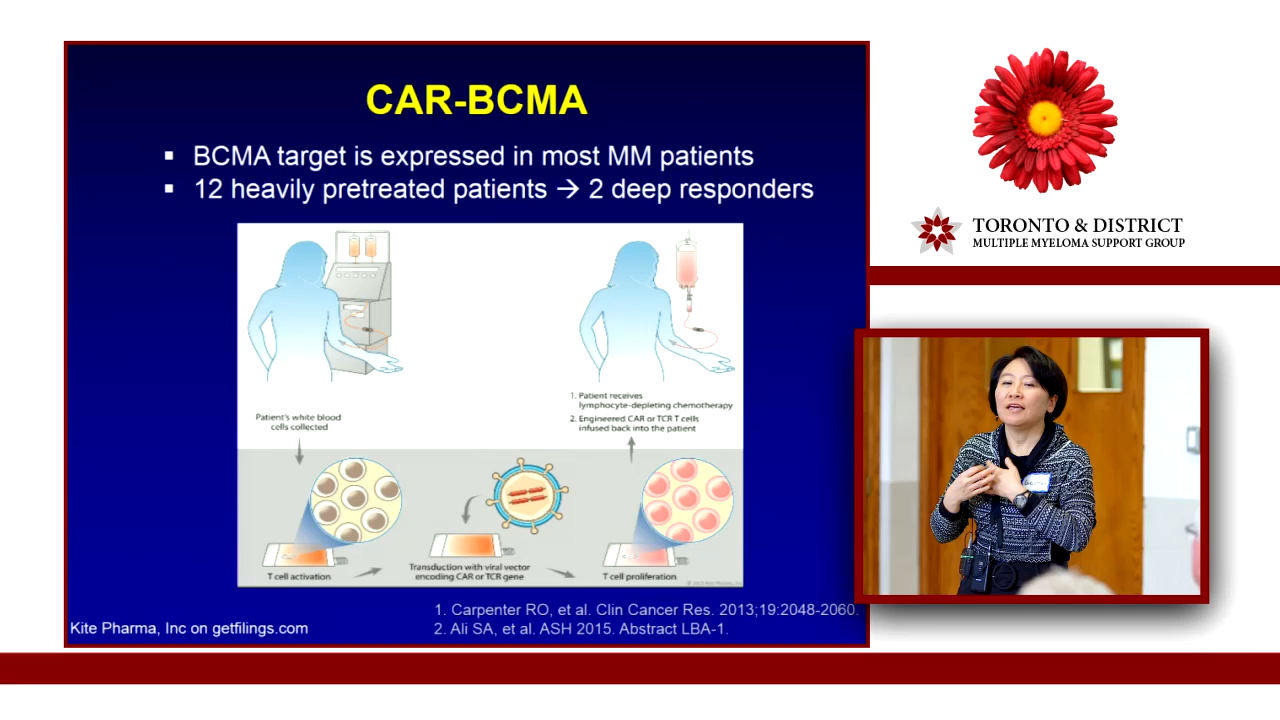 CAR-BCMA
▪ BCMA target is expressed in most MM patients
▪ 12 heavily pretreated patients → 2 deep responders
Patient's white blood
cells collected
1. Patient receives
lymphocyte-depleting chemotherapy
2. Engineered CAR or TCR T cells
infused back into the patient
T cell activation
Transduction with viral vector
encoding CAR or TCR gene
T cell proliferation
1. Carpenter RO, et al. Clin Cancer Res. 2013;19:2048-2060.
2. Ali SA, et al. ASH 2015. Abstract LBA-1.
Kite Pharma, Inc on getfilings.com
TORONTO & DISTRICT
MULTIPLE MYELOMA SUPPORT GROUP